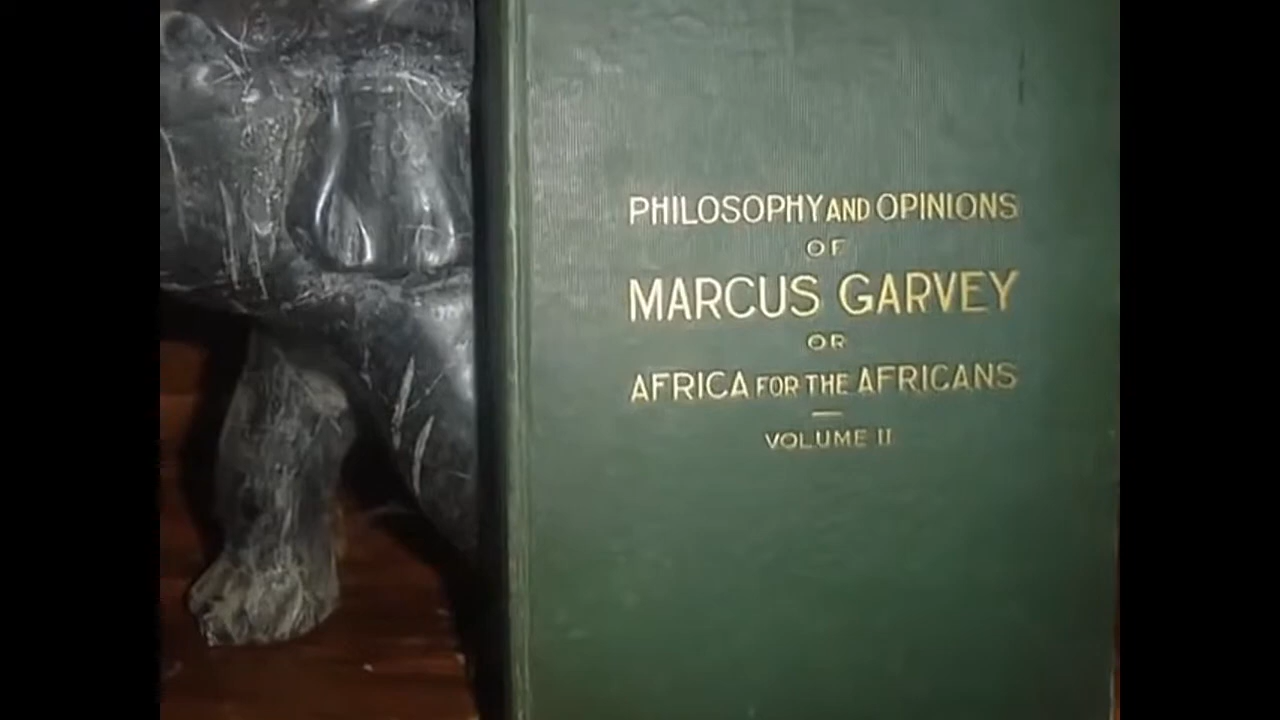 PHILOSOPHY AND OPINIONS
OF
MARCUS GARVEY
OR
AFRICA FOR THE AFRICANS
VOLUME II